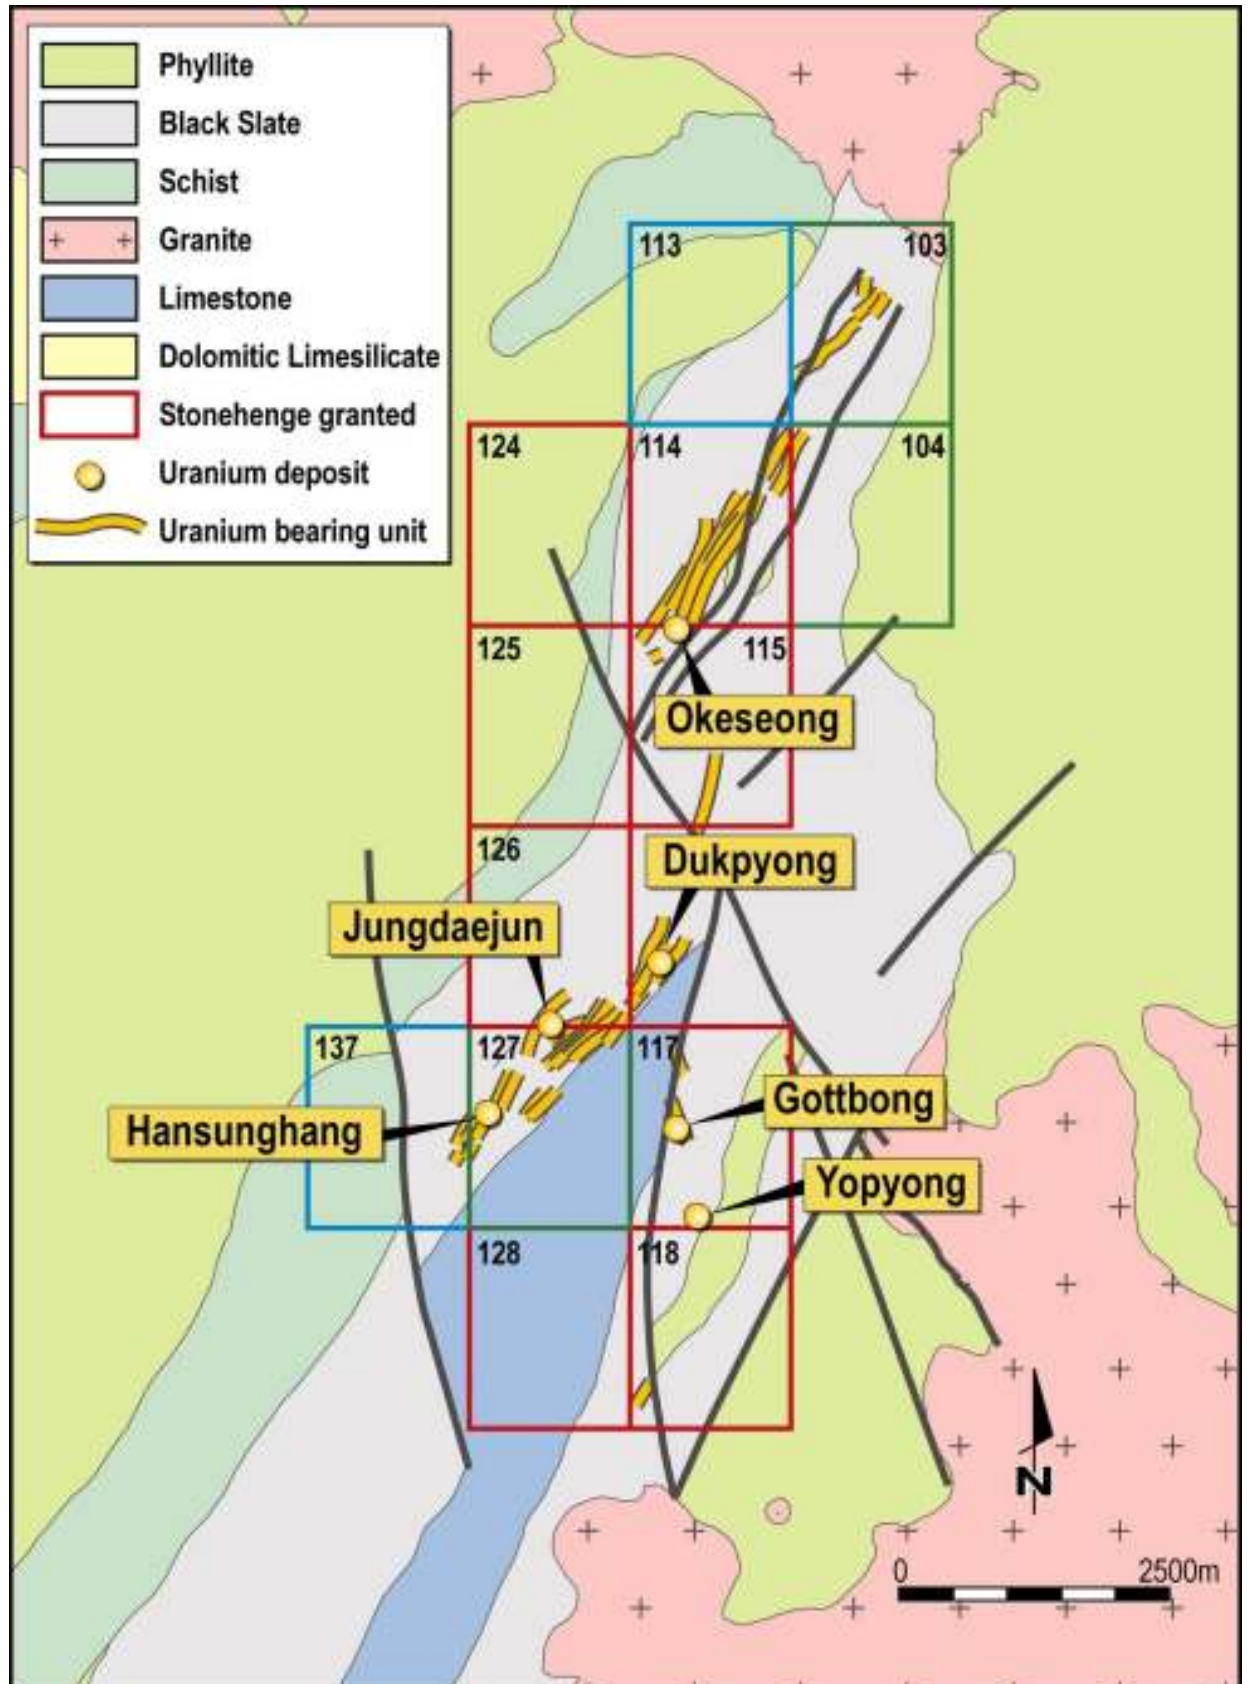 Phyllite
Black Slate
Schist
Granite
Limestone
Dolomitic Limesilicate
Stonehenge granted
Uranium deposit
Uranium bearing unit
113
103
124
114
104
125
115
Okeseong
126
Dukpyong
Jungdaejun
137
127
117
Gottbong
Hansunghang
Yopyong
128
118
N
0
2500m